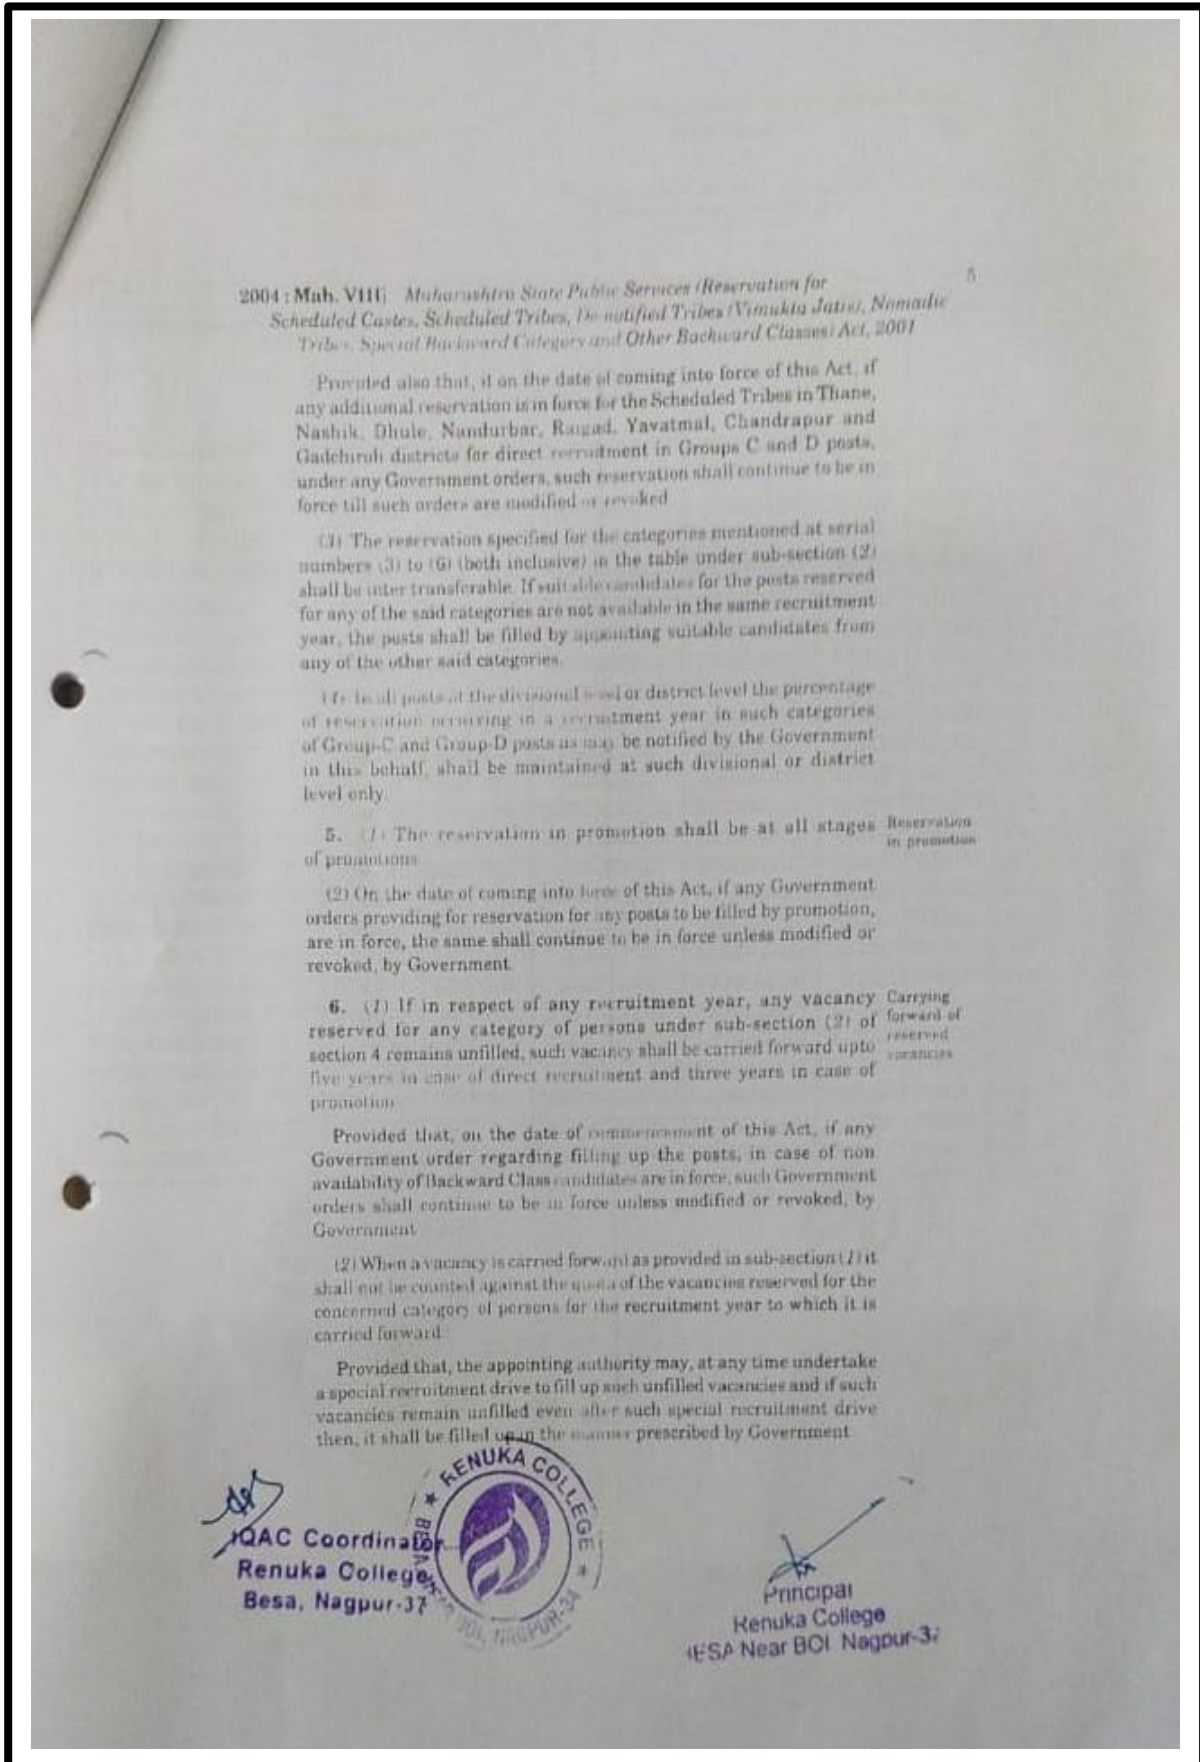 5
2004 : Mah. VIII] Maharashtra State Public Services (Reservation for
Scheduled Castes, Scheduled Tribes, De-notified Tribes (Vimukta Jatis), Nomadic
Tribes, Special Backward Category and Other Backward Classes) Act, 2001
Provided also that, if on the date of coming into force of this Act, if
any additional reservation is in force for the Scheduled Tribes in Thane,
Nashik, Dhule, Nandurbar, Raigad, Yavatmal, Chandrapur and
Gadchiroli districts for direct recruitment in Groups C and D posts,
under any Government orders, such reservation shall continue to be in
force till such orders are modified or revoked
(3) The reservation specified for the categories mentioned at serial
numbers (3) to (6) (both inclusive) in the table under sub-section (2)
shall be inter transferable. If suitable candidates for the posts reserved
for any of the said categories are not available in the same recruitment
year, the posts shall be filled by appointing suitable candidates from
any of the other said categories.
(4) In all posts at the divisional level or district level the percentage
of reservation occurring in a recruitment year in such categories
of Group-C and Group-D posts as may be notified by the Government
in this behalf, shall be maintained at such divisional or district
level only.
5. (1) The reservation in promotion shall be at all stages
of promotions
Reservation
in promotion
(2) On the date of coming into force of this Act, if any Government
orders providing for reservation for any posts to be filled by promotion,
are in force, the same shall continue to be in force unless modified or
revoked, by Government.
6. (1) If in respect of any recruitment year, any vacancy
reserved for any category of persons under sub-section (2) of
section 4 remains unfilled, such vacancy shall be carried forward upto
five years in case of direct recruitment and three years in case of
promotion
Carrying
forward of
reserved
vacancies
Provided that, on the date of commencement of this Act, if any
Government order regarding filling up the posts, in case of non
availability of Backward Class candidates are in force, such Government
orders shall continue to be in force unless modified or revoked, by
Government
(2) When a vacancy is carried forward as provided in sub-section (1) it
shall not be counted against the quota of the vacancies reserved for the
concerned category of persons for the recruitment year to which it is
carried forward :
Provided that, the appointing authority may, at any time undertake
a special recruitment drive to fill up such unfilled vacancies and if such
vacancies remain unfilled even after such special recruitment drive
then, it shall be filled up in the manner prescribed by Government
IQAC Coordinator
Renuka College
Besa, Nagpur-37
★ RENUKA COLLEGE ★
BESA BOI, NAGPUR-34
Principal
Renuka College
BESA Near BOI Nagpur-37